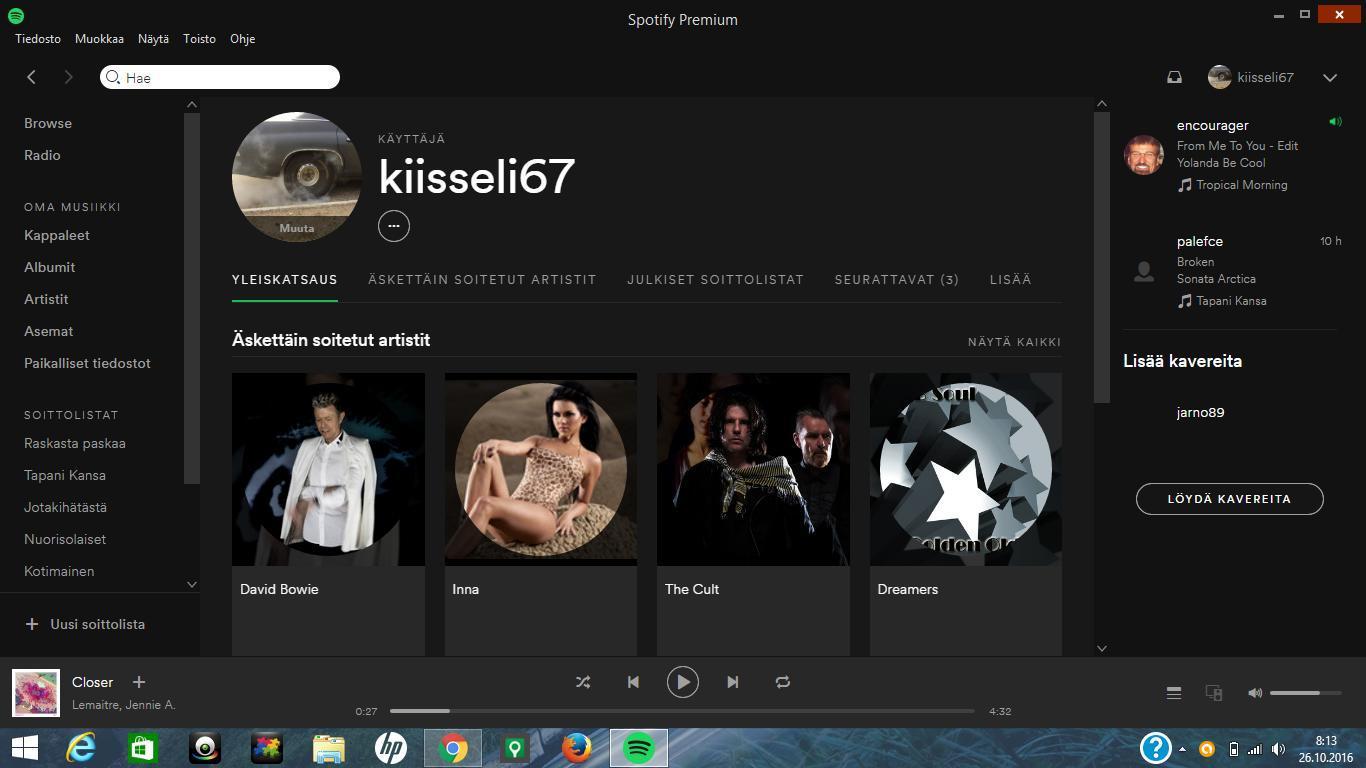 Spotify Premium
Tiedosto Muokkaa Näytä Toisto Ohje
Hae
kiisseli67
Browse
Radio
OMA MUSIIKKI
Kappaleet
Albumit
Artistit
Asemat
Paikalliset tiedostot
SOITTOLISTAT
Raskasta paskaa
Tapani Kansa
Jotakihätästä
Nuorisolaiset
Kotimainen
Uusi soittolista
Muuta
KÄYTTÄJÄ
kiisseli67
YLEISKATSAUS ÄSKETTÄIN SOITETUT ARTISTIT JULKISET SOITTOLISTAT SEURATTAVAT (3) LISÄÄ
Äskettäin soitetut artistit
NÄYTÄ KAIKKI
Soul
David Bowie
Inna
The Cult
Dreamers
encourager
From Me To You - Edit
Yolanda Be Cool
Tropical Morning
palefce 10 h
Broken
Sonata Arctica
Tapani Kansa
Lisää kavereita
jarno89
LÖYDÄ KAVEREITA
Closer
Lemaitre, Jennie A.
0:27
4:32
hp
8:13
26.10.2016